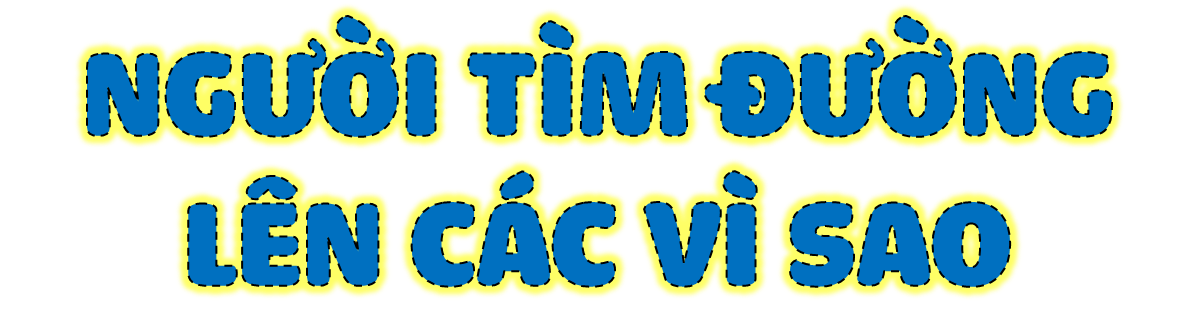 NGƯỜI TÌM ĐƯỜNG
LÊN CÁC VÌ SAO